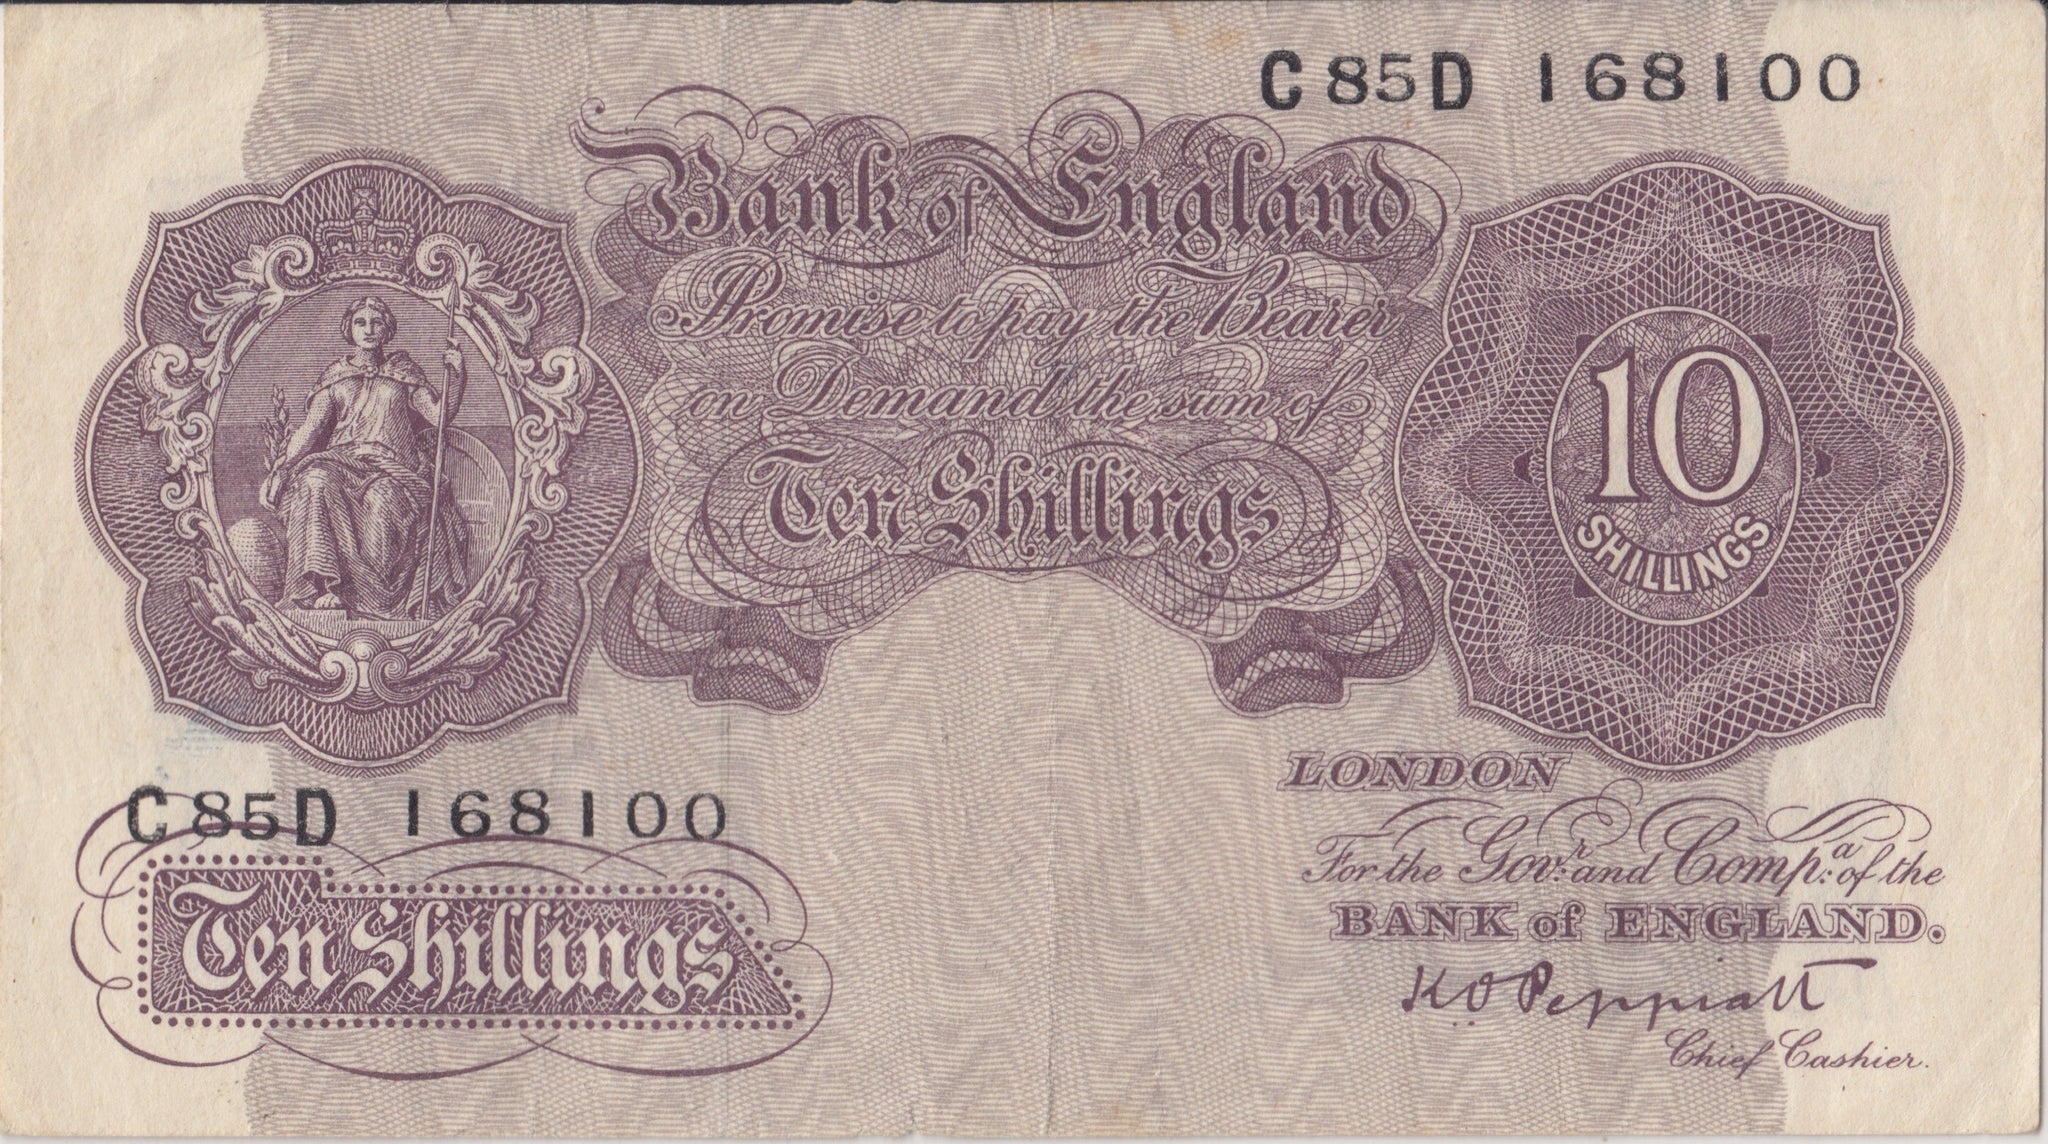 C85D 168100
Bank of England
Promise to pay the Bearer
on Demand the sum of
Ten Shillings
10
SHILLINGS
C85D 168100
Ten Shillings
LONDON
For the Govr: and Compa: of the
BANK of ENGLAND.
K.O. Peppiatt
Chief Cashier.